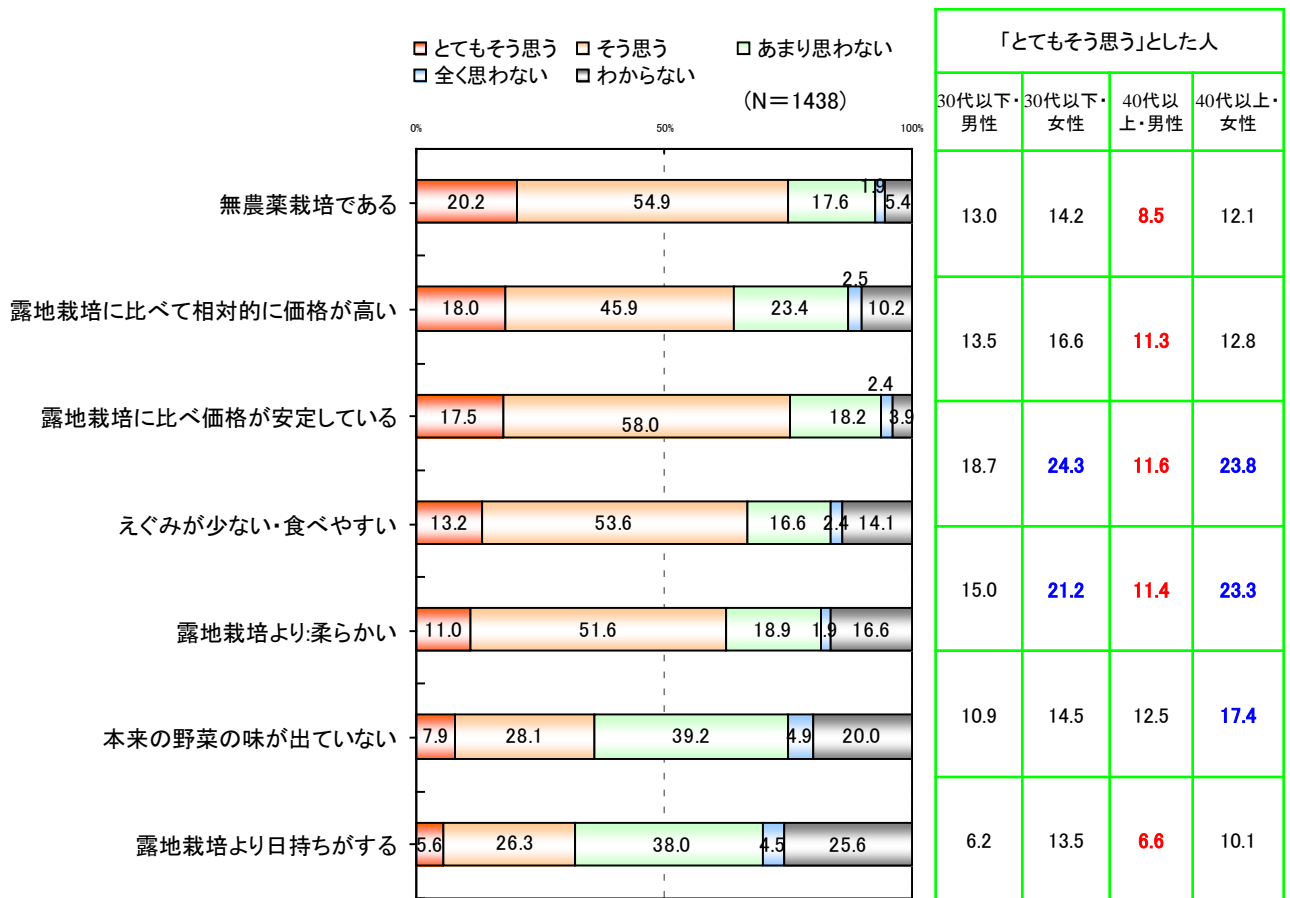 とてもそう思う そう思う あまり思わない
全く思わない わからない
(N=1438)
0% 50% 100%
無農薬栽培である 20.2 54.9 17.6 1.9 5.4
露地栽培に比べて相対的に価格が高い 18.0 45.9 23.4 2.5 10.2
露地栽培に比べ価格が安定している 17.5 58.0 18.2 2.4 3.9
えぐみが少ない・食べやすい 13.2 53.6 16.6 2.4 14.1
露地栽培より:柔らかい 11.0 51.6 18.9 1.9 16.6
本来の野菜の味が出ていない 7.9 28.1 39.2 4.9 20.0
露地栽培より日持ちがする 5.6 26.3 38.0 4.5 25.6
「とてもそう思う」とした人
30代以下・ 30代以下・ 40代以 40代以上・
男性 女性 上・男性 女性
13.0 14.2 8.5 12.1
13.5 16.6 11.3 12.8
18.7 24.3 11.6 23.8
15.0 21.2 11.4 23.3
10.9 14.5 12.5 17.4
6.2 13.5 6.6 10.1